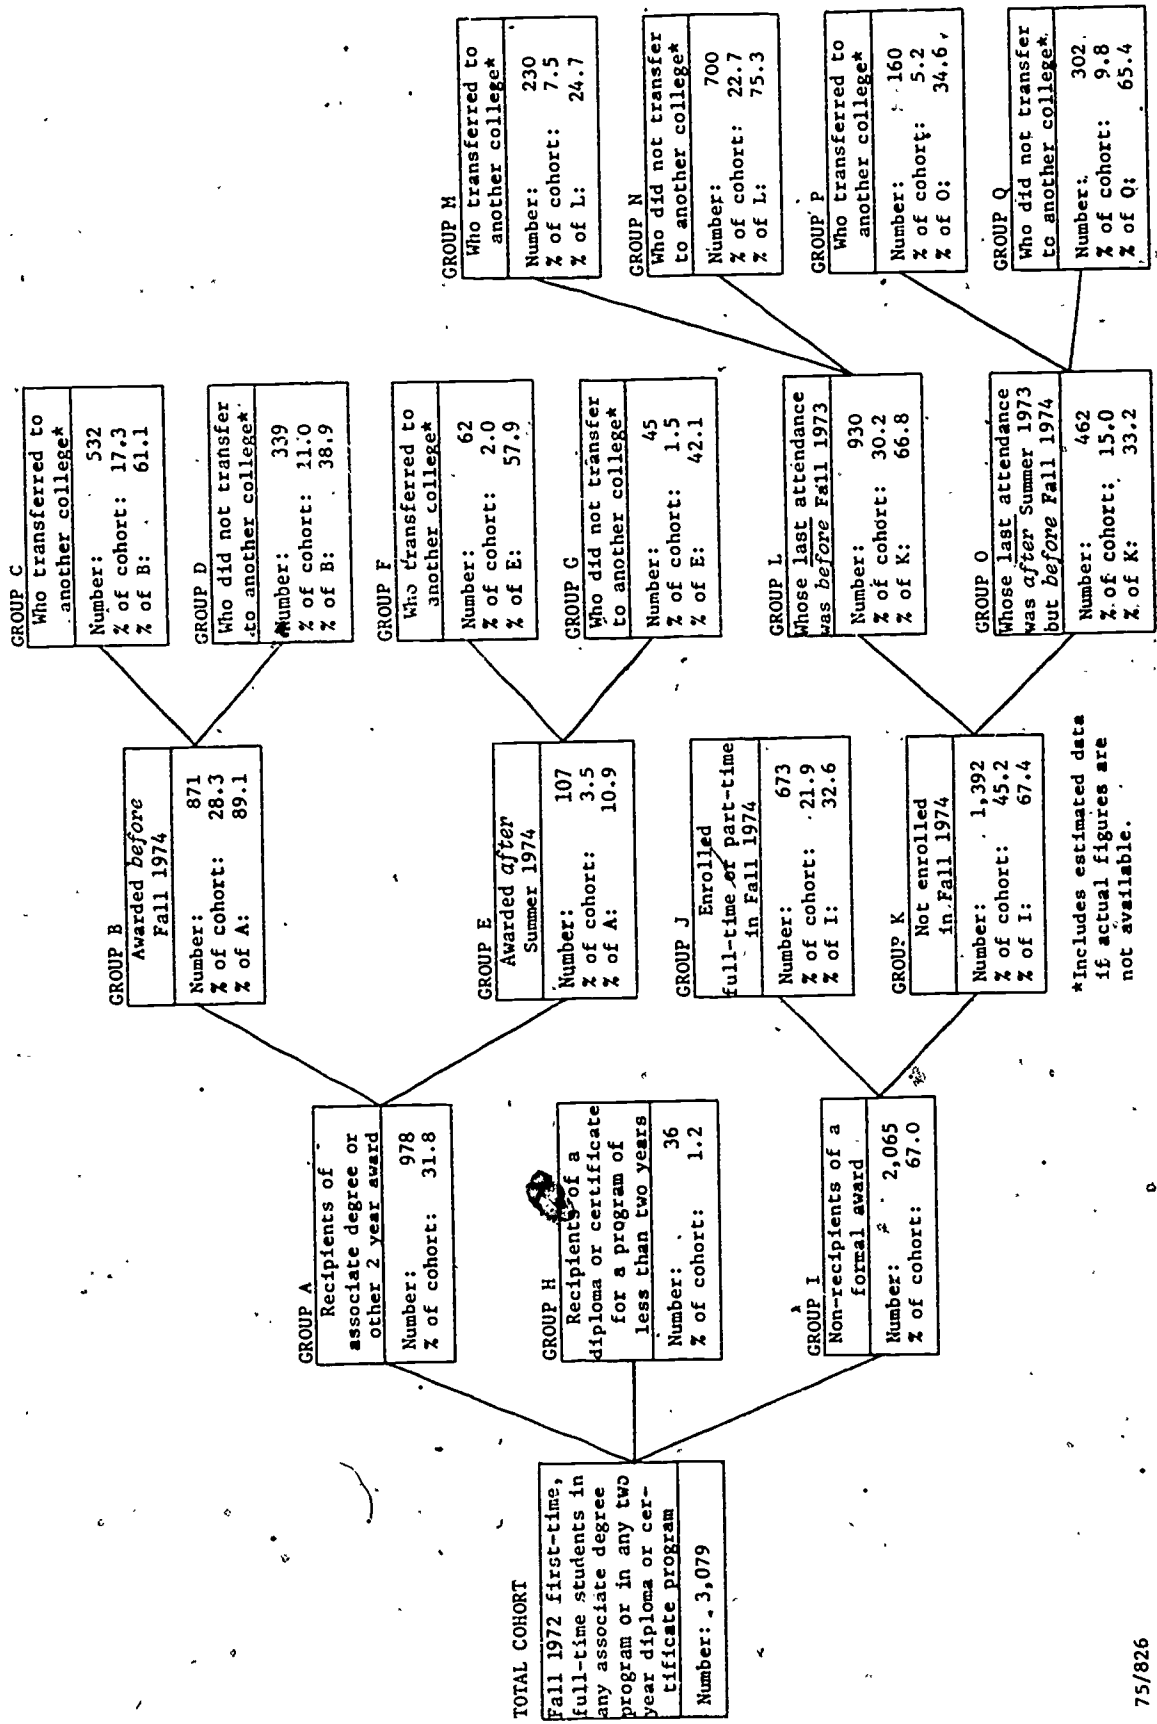 TOTAL COHORT
Fall 1972 first-time,
full-time students in
any associate degree
program or in any two
year diploma or cer-
tificate program
Number: 3,079
GROUP A
Recipients of
associate degree or
other 2 year award
Number: 978
% of cohort: 31.8
GROUP H
Recipients of a
diploma or certificate
for a program of
less than two years
Number: 36
% of cohort: 1.2
GROUP I
Non-recipients of a
formal award
Number: 2,065
% of cohort: 67.0
GROUP B
Awarded before
Fall 1974
Number: 871
% of cohort: 28.3
% of A: 89.1
GROUP E
Awarded after
Summer 1974
Number: 107
% of cohort: 3.5
% of A: 10.9
GROUP J
Enrolled
full-time or part-time
in Fall 1974
Number: 673
% of cohort: 21.9
% of I: 32.6
GROUP K
Not enrolled
in Fall 1974
Number: 1,392
% of cohort: 45.2
% of I: 67.4
GROUP C
Who transferred to
another college*
Number: 532
% of cohort: 17.3
% of B: 61.1
GROUP D
Who did not transfer
to another college*
Number: 339
% of cohort: 11.0
% of B: 38.9
GROUP F
Who transferred to
another college*
Number: 62
% of cohort: 2.0
% of E: 57.9
GROUP G
Who did not transfer
to another college*
Number: 45
% of cohort: 1.5
% of E: 42.1
GROUP L
Whose last attendance
was before Fall 1973
Number: 930
% of cohort: 30.2
% of K: 66.8
GROUP O
Whose last attendance
was after Summer 1973
but before Fall 1974
Number: 462
% of cohort: 15.0
% of K: 33.2
GROUP M
Who transferred to
another college*
Number: 230
% of cohort: 7.5
% of L: 24.7
GROUP N
Who did not transfer
to another college*
Number: 700
% of cohort: 22.7
% of L: 75.3
GROUP P
Who transferred to
another college*
Number: 160
% of cohort: 5.2
% of O: 34.6
GROUP Q
Who did not transfer
to another college*
Number: 302
% of cohort: 9.8
% of O: 65.4
*Includes estimated data
if actual figures are
not available.
75/826